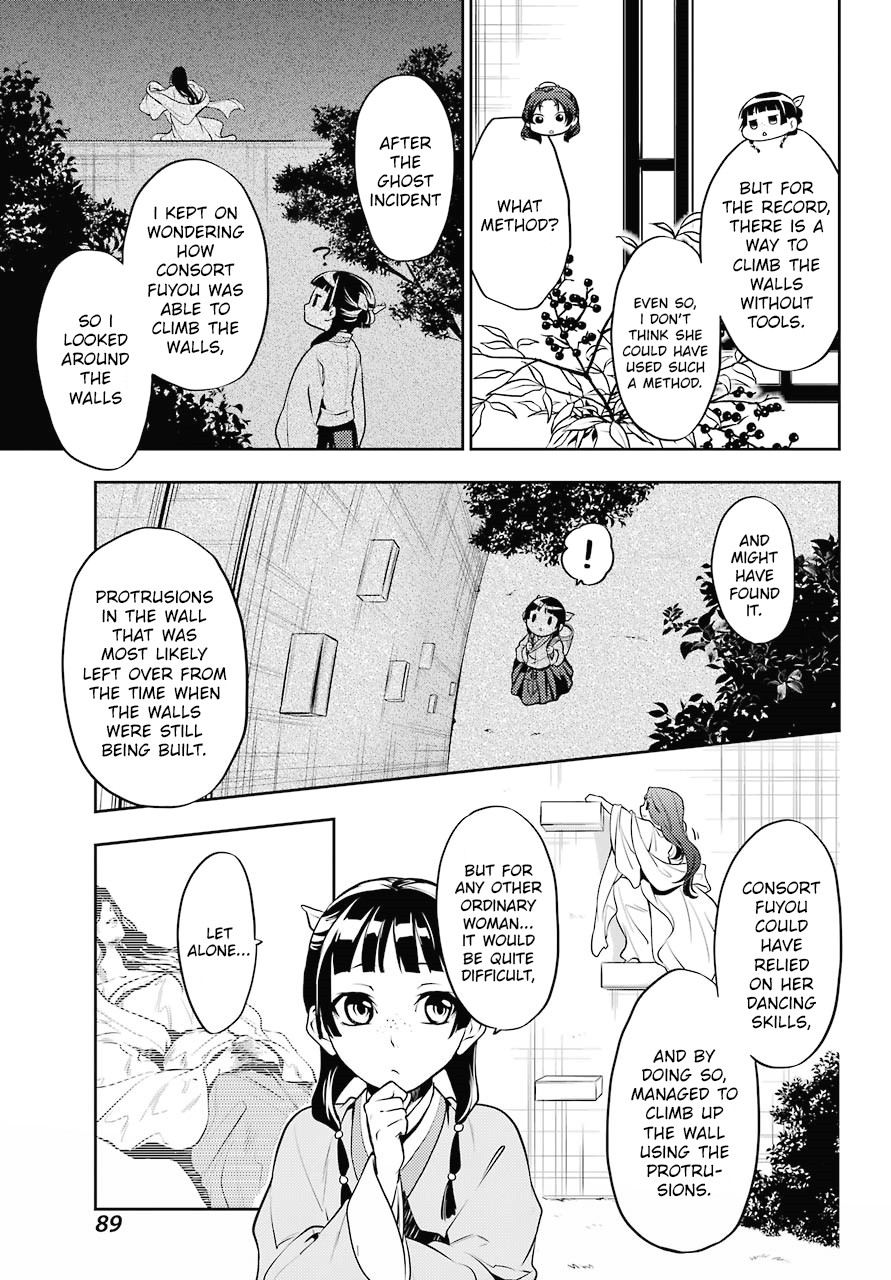 BUT FOR
THE RECORD,
THERE IS A
WAY TO
CLIMB THE
WALLS
WITHOUT
TOOLS.
EVEN SO,
I DON'T
THINK SHE
COULD HAVE
USED SUCH
A METHOD.
WHAT
METHOD?
AFTER
THE
GHOST
INCIDENT
I KEPT ON
WONDERING
HOW
CONSORT
FUYOU WAS
ABLE TO
CLIMB THE
WALLS,
SO I
LOOKED
AROUND
THE
WALLS
?
AND
MIGHT
HAVE
FOUND
IT.
!
PROTRUSIONS
IN THE WALL
THAT WAS
MOST LIKELY
LEFT OVER FROM
THE TIME WHEN
THE WALLS
WERE STILL
BEING BUILT.
CONSORT
FUYOU
COULD
HAVE
RELIED
ON HER
DANCING
SKILLS,
AND BY
DOING SO,
MANAGED TO
CLIMB UP
THE WALL
USING THE
PROTRU-
SIONS.
BUT FOR
ANY OTHER
ORDINARY
WOMAN...
IT WOULD
BE QUITE
DIFFICULT,
LET
ALONE...
89